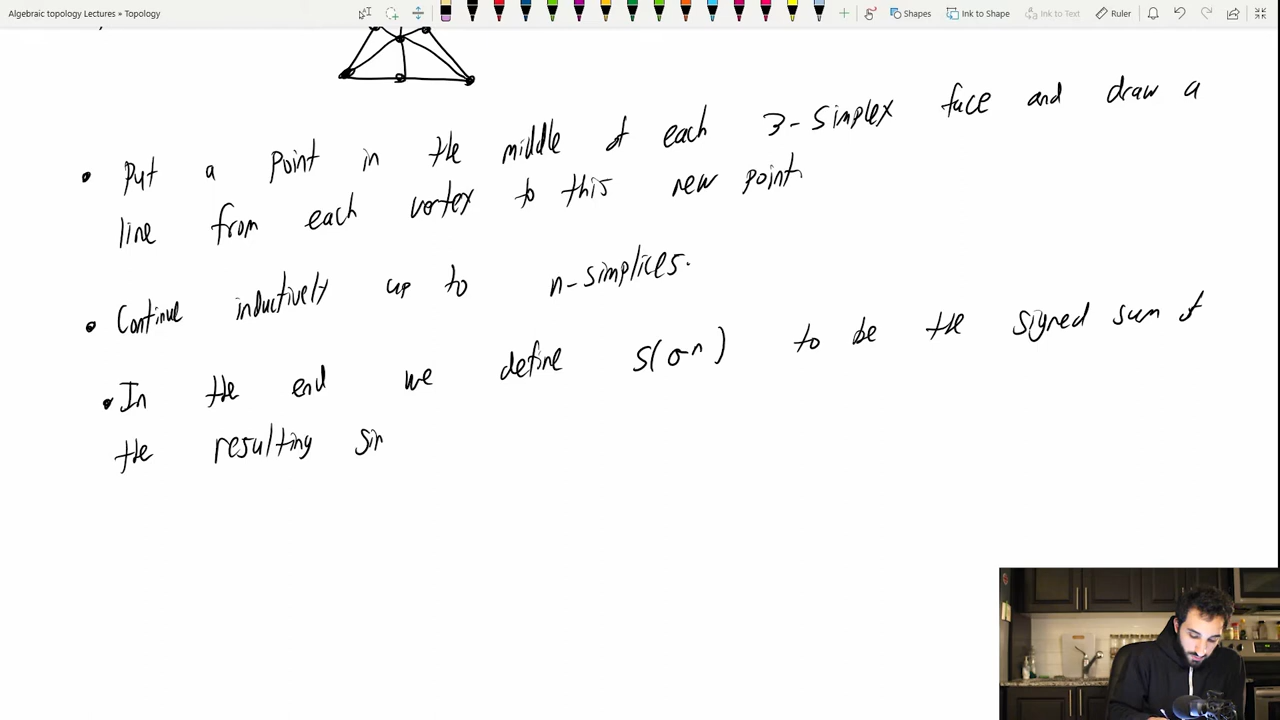 Algebraic topology Lectures » Topology
Shapes
Ink to Shape
Ink to Text
Ruler
• Put a point in the middle of each 3-simplex face and draw a
line from each vertex to this new point.
• Continue inductively up to n-simplices.
• In the end we define S(σⁿ) to be the signed sum of
the resulting sim